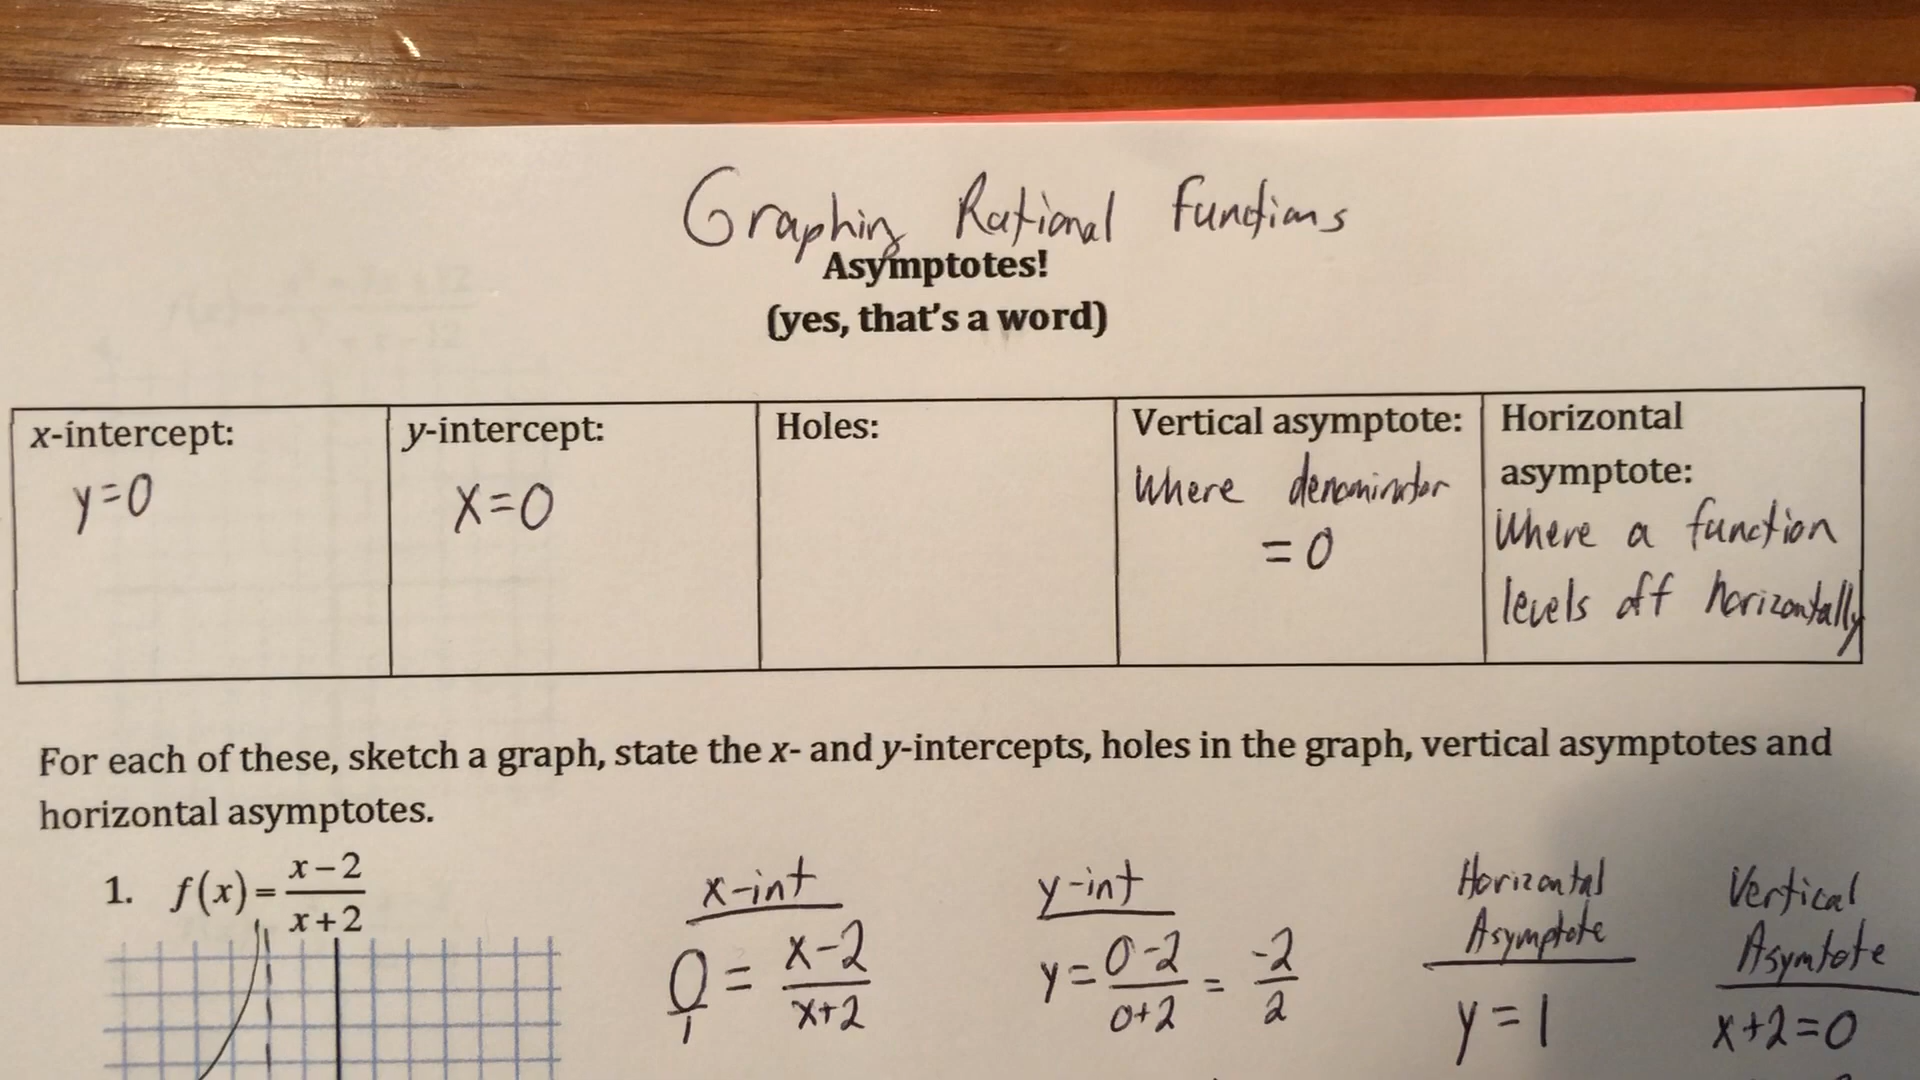 Graphing Rational Functions
Asymptotes!
(yes, that's a word)
x-intercept:
y=0
y-intercept:
x=0
Holes:
Vertical asymptote:
Where denominator
=0
Horizontal
asymptote:
Where a function
levels off horizontally
For each of these, sketch a graph, state the x- and y-intercepts, holes in the graph, vertical asymptotes and
horizontal asymptotes.
1. f(x) = (x-2)/(x+2)
x-int
0/1 = (x-2)/(x+2)
y-int
y = (0-2)/(0+2) = -2/2
Horizontal
Asymptote
y=1
Vertical
Asymtote
x+2=0